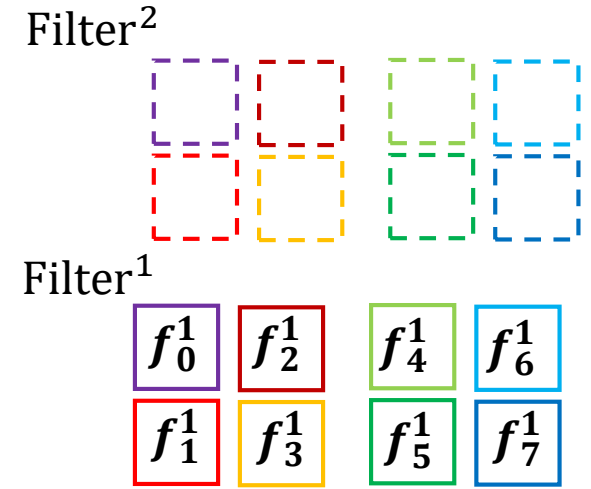 Filter²
Filter¹
f₀¹ f₂¹ f₄¹ f₆¹
f₁¹ f₃¹ f₅¹ f₇¹